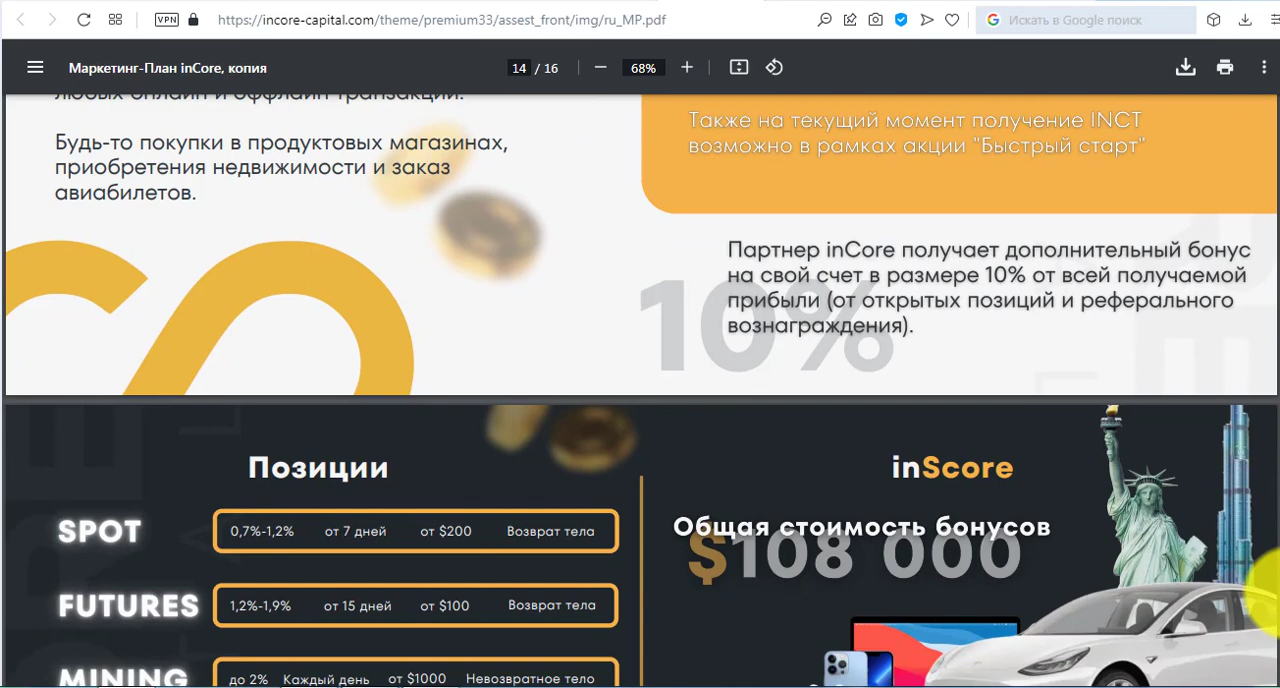 VPN
https://incore-capital.com/theme/premium33/assest_front/img/ru_MP.pdf
G Искать в Google поиск
Маркетинг-План inCore, копия
14 / 16
68%
любых онлайн и оффлайн транзакций.
Будь-то покупки в продуктовых магазинах,
приобретения недвижимости и заказ
авиабилетов.
Также на текущий момент получение INCT
возможно в рамках акции "Быстрый старт"
10%
Партнер inCore получает дополнительный бонус
на свой счет в размере 10% от всей получаемой
прибыли (от открытых позиций и реферального
вознаграждения).
Позиции
SPOT
0,7%-1,2% от 7 дней от $200 Возврат тела
FUTURES
1,2%-1,9% от 15 дней от $100 Возврат тела
MINING
до 2% Каждый день от $1000 Невозвратное тело
inScore
Общая стоимость бонусов
$108 000